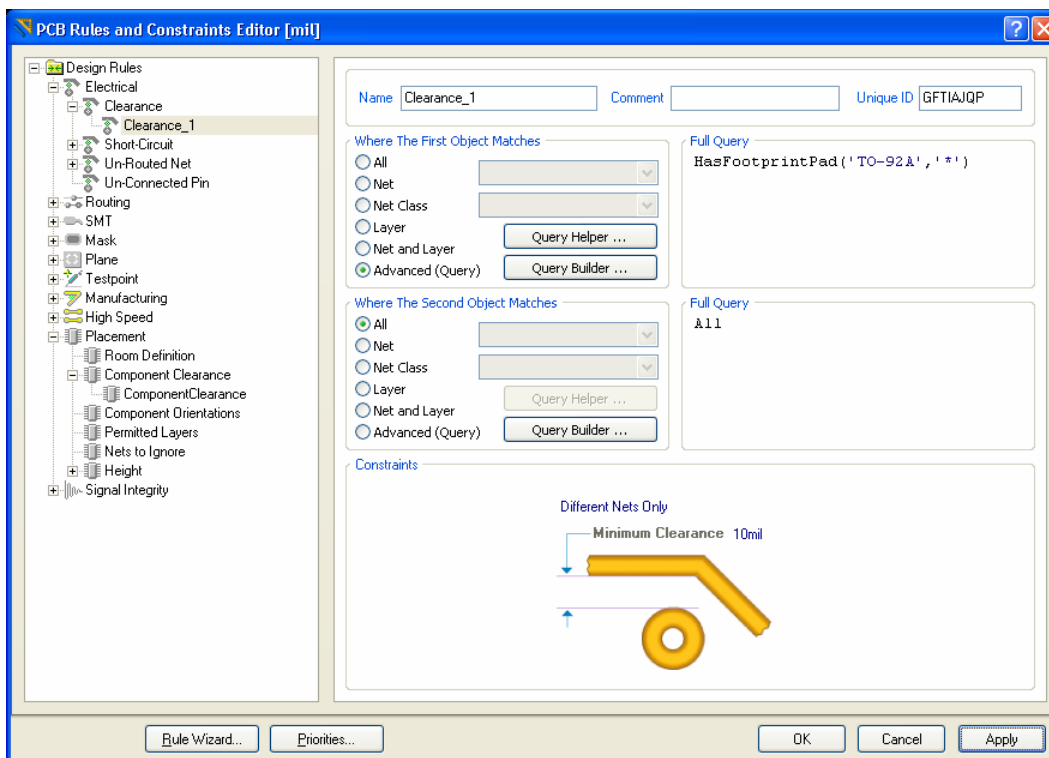 PCB Rules and Constraints Editor [mil]
Design Rules
Electrical
Clearance
Clearance_1
Short-Circuit
Un-Routed Net
Un-Connected Pin
Routing
SMT
Mask
Plane
Testpoint
Manufacturing
High Speed
Placement
Room Definition
Component Clearance
ComponentClearance
Component Orientations
Permitted Layers
Nets to Ignore
Height
Signal Integrity
Name Clearance_1 Comment Unique ID GFTIAJQP
Where The First Object Matches
All
Net
Net Class
Layer
Net and Layer
Advanced (Query)
Query Helper ...
Query Builder ...
Full Query
HasFootprintPad('TO-92A','*')
Where The Second Object Matches
All
Net
Net Class
Layer
Net and Layer
Advanced (Query)
Query Helper ...
Query Builder ...
Full Query
All
Constraints
Different Nets Only
Minimum Clearance 10mil
Rule Wizard... Priorities... OK Cancel Apply